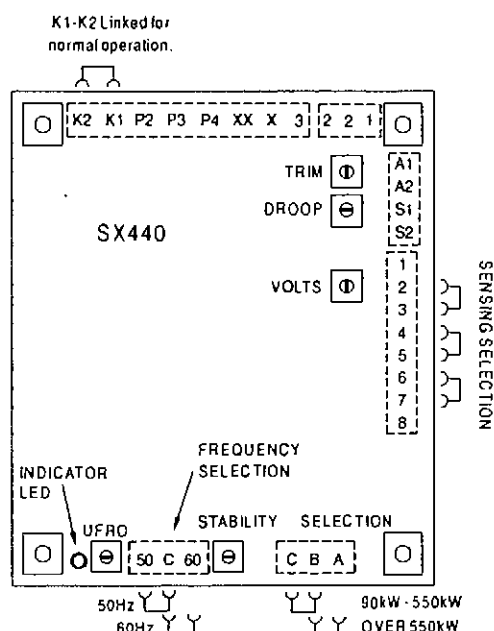 K1-K2 Linked for
normal operation.
K2 K1 P2 P3 P4 XX X 3 2 2 1
TRIM
DROOP
SX440
VOLTS
A1
A2
S1
S2
1
2
3
4
5
6
7
8
SENSING SELECTION
FREQUENCY
SELECTION
INDICATOR
LED
UFRO
STABILITY SELECTION
50 C 60
C B A
50Hz
60Hz
90kW - 550kW
OVER 550kW